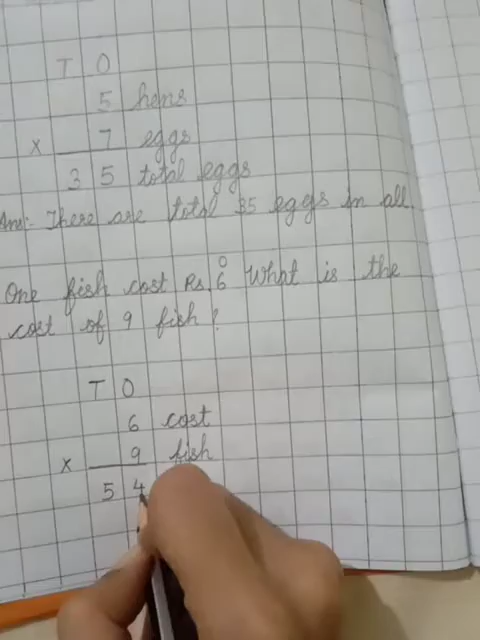 T O
5 hens
x 7 eggs
3 5 total eggs
Ans:- There are total 35 eggs in all.
0
One fish cost Rs 6 What is the
cost of 9 fish?
T O
6 cost
x 9 fish
5 4